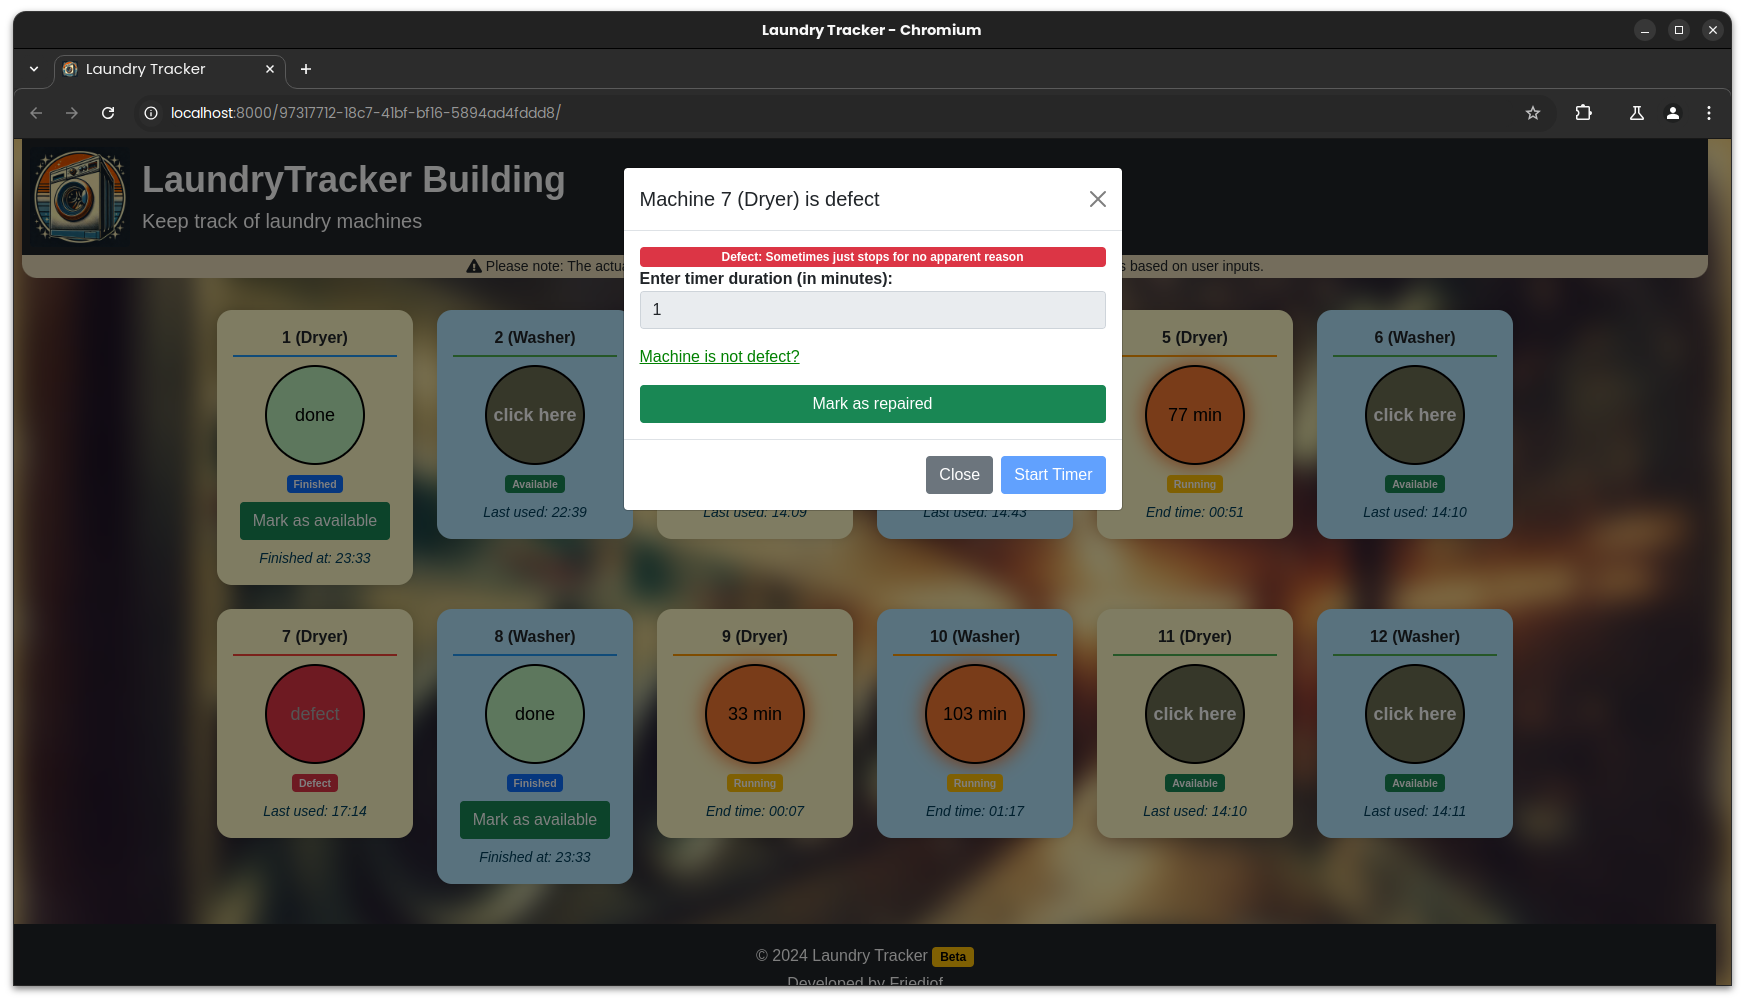 Laundry Tracker - Chromium
Laundry Tracker
localhost:8000/97317712-18c7-41bf-bf16-5894ad4fddd8/
LaundryTracker Building
Keep track of laundry machines
Please note: The actua
s based on user inputs.
Machine 7 (Dryer) is defect
Defect: Sometimes just stops for no apparent reason
Enter timer duration (in minutes):
1
Machine is not defect?
Mark as repaired
Close Start Timer
1 (Dryer) 2 (Washer) 5 (Dryer) 6 (Washer)
done click here 77 min click here
Finished Available Running Available
Mark as available Last used: 22:39 Last used: 14:09 Last used: 14:43 End time: 00:51 Last used: 14:10
Finished at: 23:33
7 (Dryer) 8 (Washer) 9 (Dryer) 10 (Washer) 11 (Dryer) 12 (Washer)
defect done 33 min 103 min click here click here
Defect Finished Running Running Available Available
Last used: 17:14 Mark as available End time: 00:07 End time: 01:17 Last used: 14:10 Last used: 14:11
Finished at: 23:33
© 2024 Laundry Tracker Beta
Developed by Friedjof